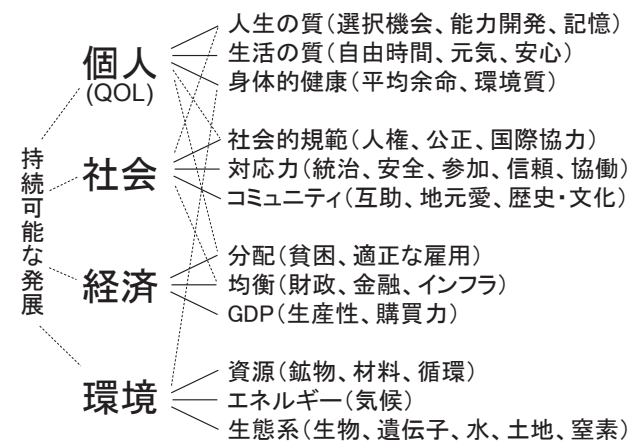 持続可能な発展
個人
(QOL)
人生の質(選択機会、能力開発、記憶)
生活の質(自由時間、元気、安心)
身体的健康(平均余命、環境質)
社会
社会的規範(人権、公正、国際協力)
対応力(統治、安全、参加、信頼、協働)
コミュニティ(互助、地元愛、歴史・文化)
経済
分配(貧困、適正な雇用)
均衡(財政、金融、インフラ)
GDP(生産性、購買力)
環境
資源(鉱物、材料、循環)
エネルギー(気候)
生態系(生物、遺伝子、水、土地、窒素)